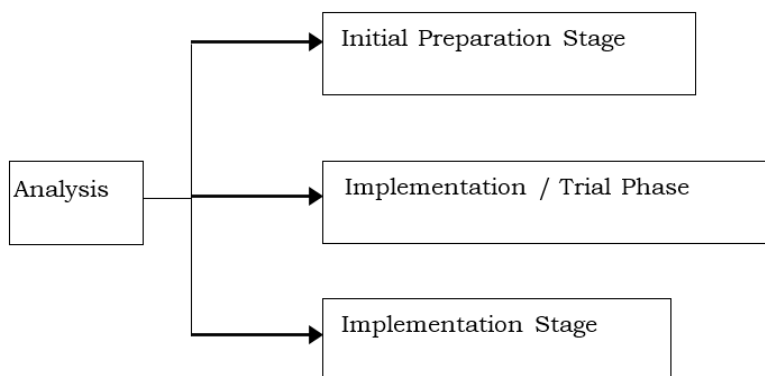 Initial Preparation Stage
Analysis
Implementation / Trial Phase
Implementation Stage